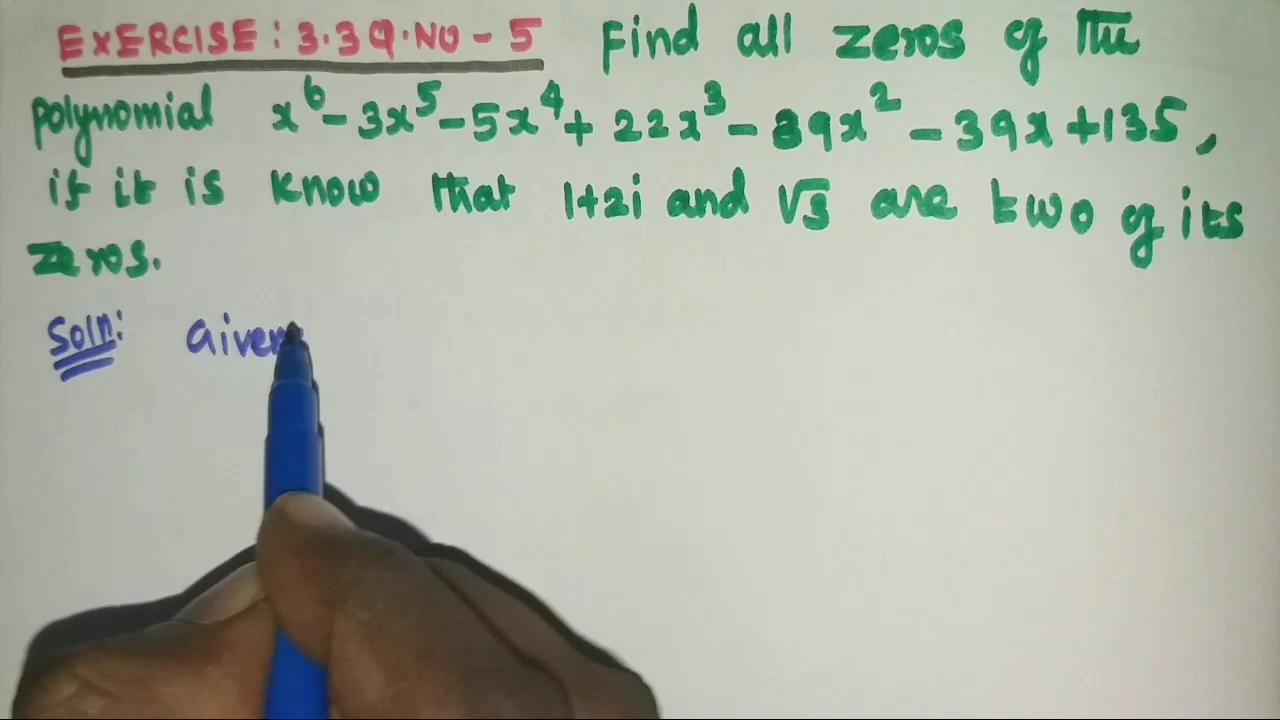 EXERCISE: 3.3 Q.NO - 5 Find all zeros of the
polynomial x⁶ - 3x⁵ - 5x⁴ + 22x³ - 39x² - 39x + 135,
if it is know that 1+2i and √3 are two of its
zeros.
Soln: Given